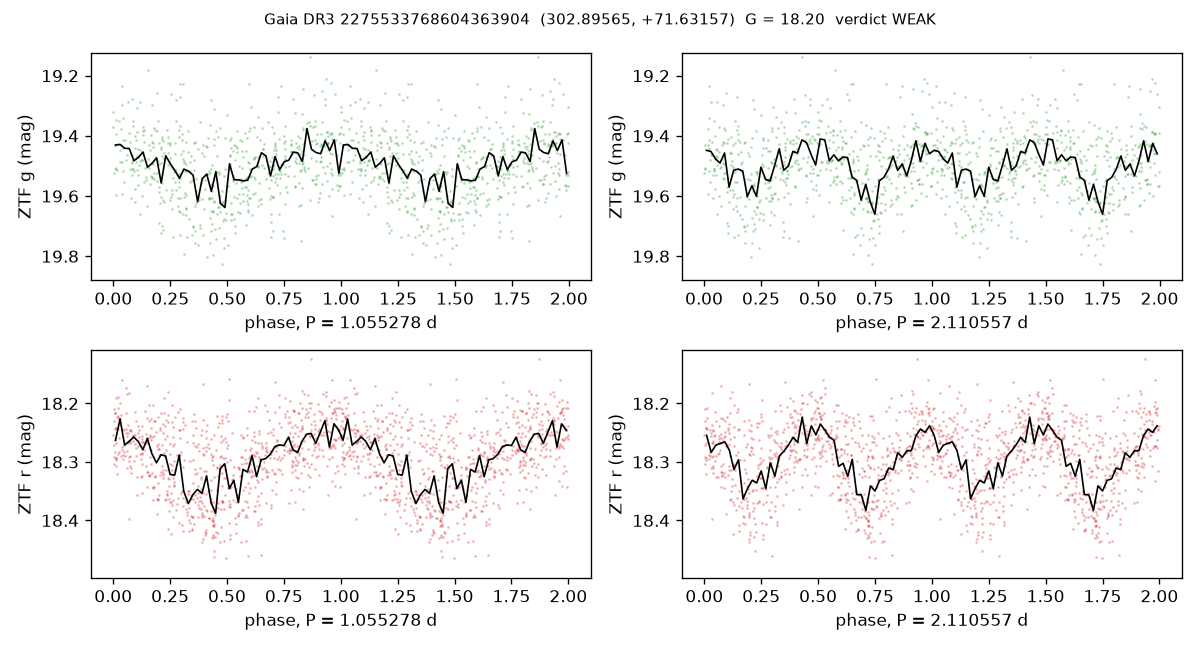 Gaia DR3 2275533768604363904 (302.89565, +71.63157) G = 18.20 verdict WEAK
ZTF g (mag)
19.2
19.4
19.6
19.8
0.00 0.25 0.50 0.75 1.00 1.25 1.50 1.75 2.00
phase, P = 1.055278 d
ZTF g (mag)
19.2
19.4
19.6
19.8
0.00 0.25 0.50 0.75 1.00 1.25 1.50 1.75 2.00
phase, P = 2.110557 d
ZTF r (mag)
18.2
18.3
18.4
0.00 0.25 0.50 0.75 1.00 1.25 1.50 1.75 2.00
phase, P = 1.055278 d
ZTF r (mag)
18.2
18.3
18.4
0.00 0.25 0.50 0.75 1.00 1.25 1.50 1.75 2.00
phase, P = 2.110557 d